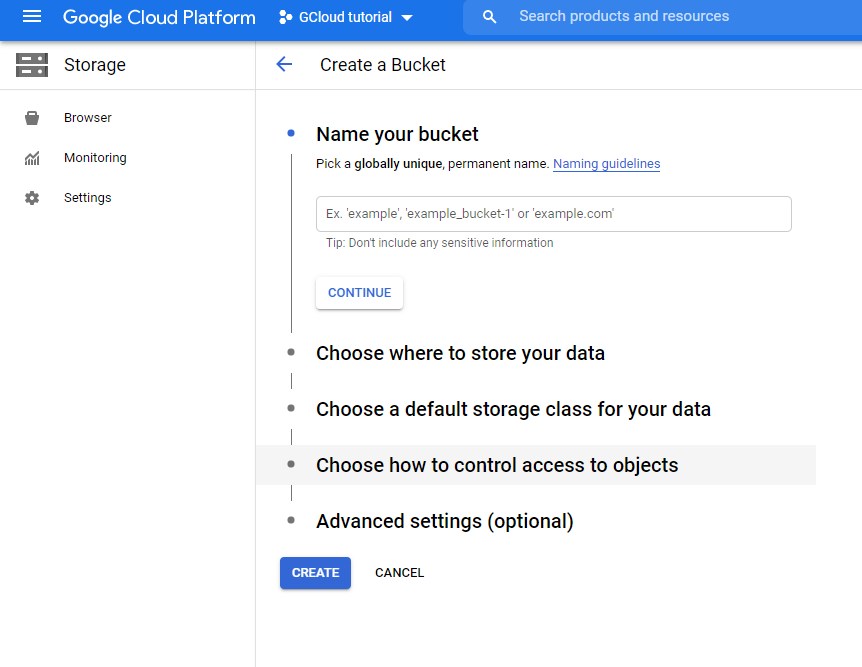 Google Cloud Platform
GCloud tutorial
Search products and resources
Storage
Create a Bucket
Browser
Monitoring
Settings
Name your bucket
Pick a globally unique, permanent name. Naming guidelines
Ex. 'example', 'example_bucket-1' or 'example.com'
Tip: Don't include any sensitive information
CONTINUE
Choose where to store your data
Choose a default storage class for your data
Choose how to control access to objects
Advanced settings (optional)
CREATE
CANCEL